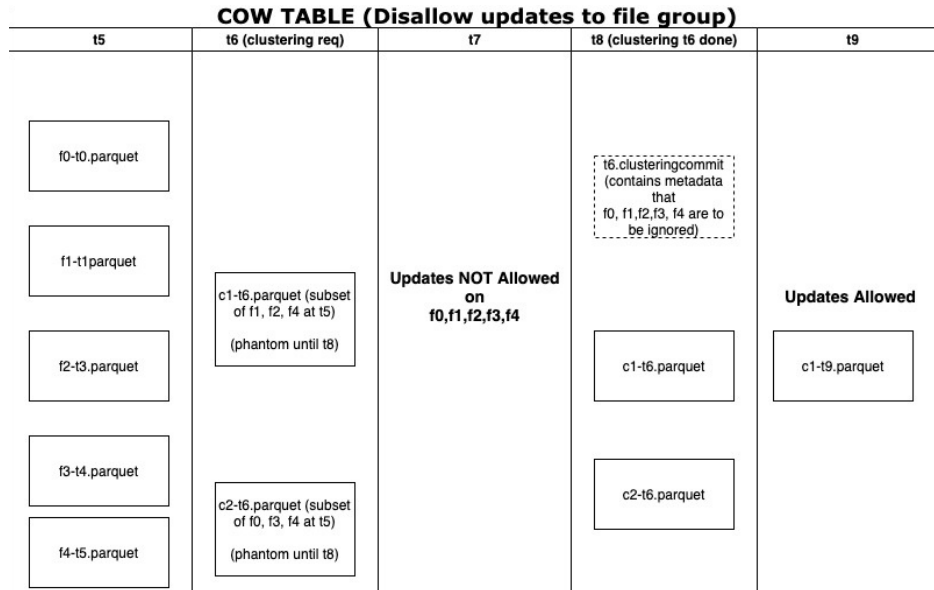 COW TABLE (Disallow updates to file group)
t5
t6 (clustering req)
t7
t8 (clustering t6 done)
t9
f0-t0.parquet
f1-t1parquet
f2-t3.parquet
f3-t4.parquet
f4-t5.parquet
c1-t6.parquet (subset
of f1, f2, f4 at t5)
(phantom until t8)
c2-t6.parquet (subset
of f0, f3, f4 at t5)
(phantom until t8)
Updates NOT Allowed
on
f0,f1,f2,f3,f4
t6.clusteringcommit
(contains metadata
that
f0, f1,f2,f3, f4 are to
be ignored)
c1-t6.parquet
c2-t6.parquet
Updates Allowed
c1-t9.parquet